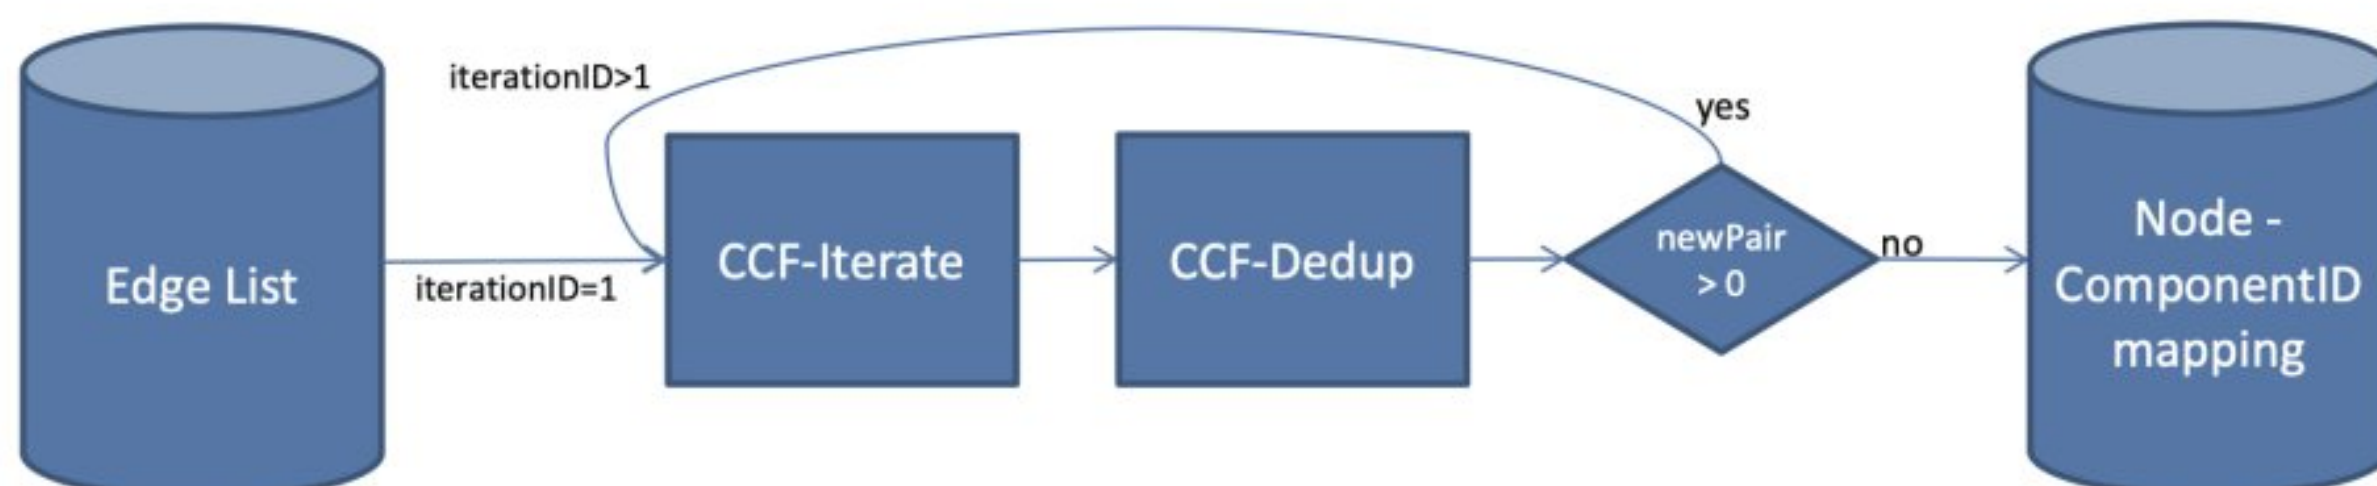 Edge List
iterationID>1
iterationID=1
CCF-Iterate
CCF-Dedup
newPair
> 0
yes
no
Node -
ComponentID
mapping